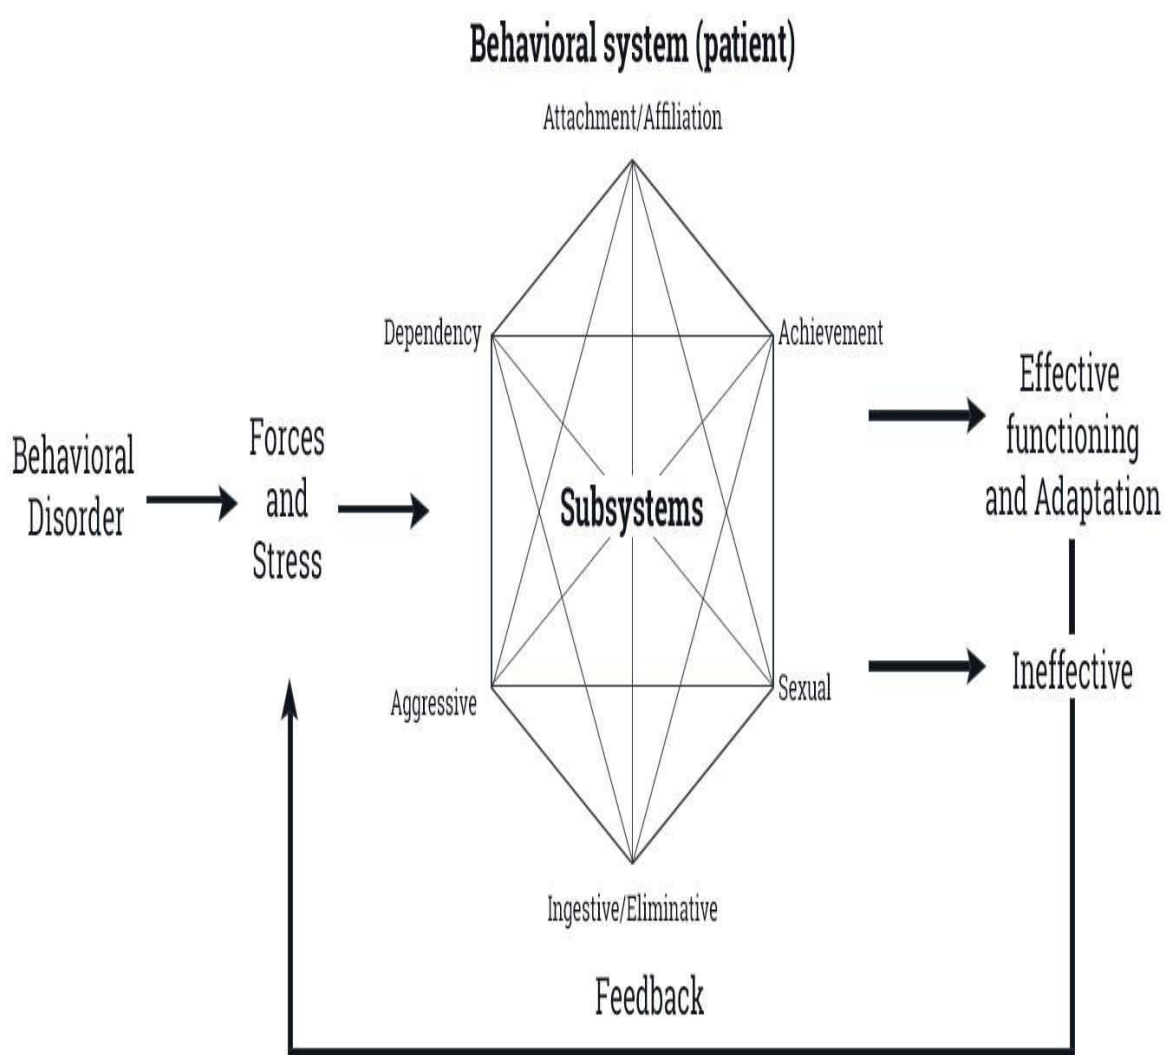 Behavioral system (patient)
Attachment/Affiliation
Dependency
Achievement
Behavioral
Disorder
Forces
and
Stress
Subsystems
Effective
functioning
and Adaptation
Aggressive
Sexual
Ineffective
Ingestive/Eliminative
Feedback